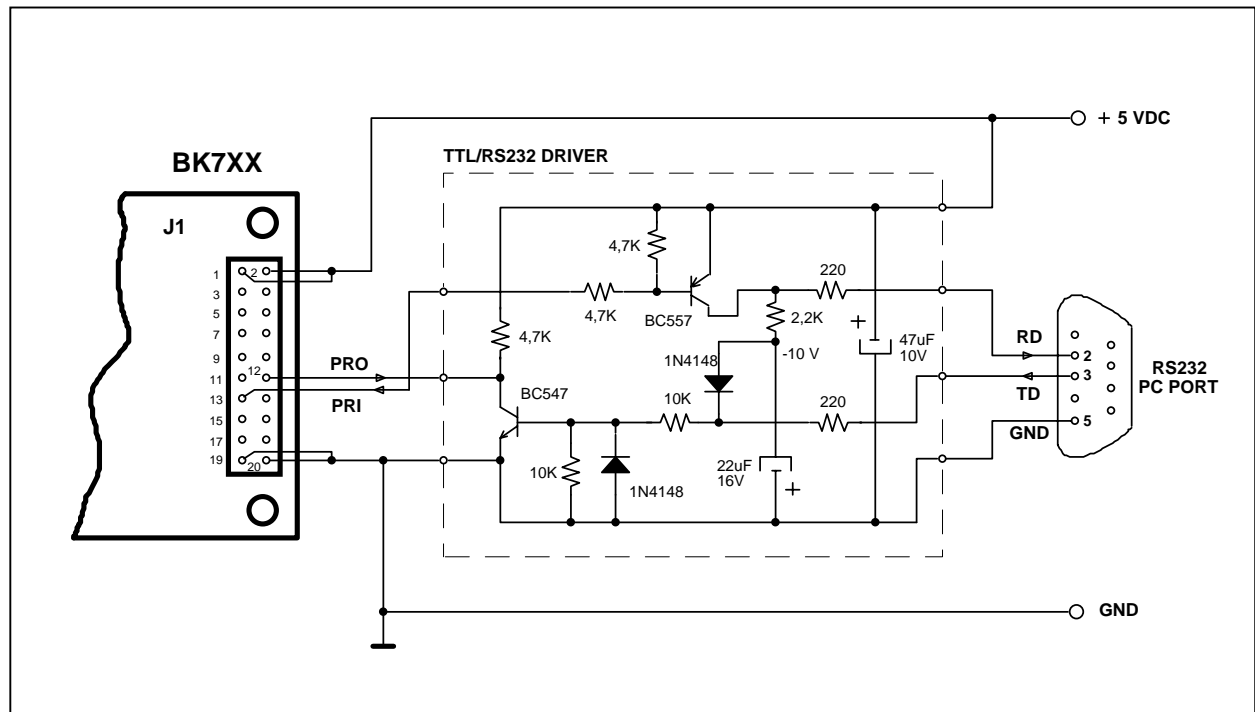 + 5 VDC
BK7XX
TTL/RS232 DRIVER
J1
4,7K
1 2
220
3
4,7K
BC557
2,2K
5
+
47uF
10V
4,7K
RD
7
-10 V
2
1N4148
RS232
PC PORT
9
PRO
3
11 12
TD
BC547
13
PRI
10K
220
15
GND
5
17
19 20
10K
1N4148
22uF
16V
+
GND